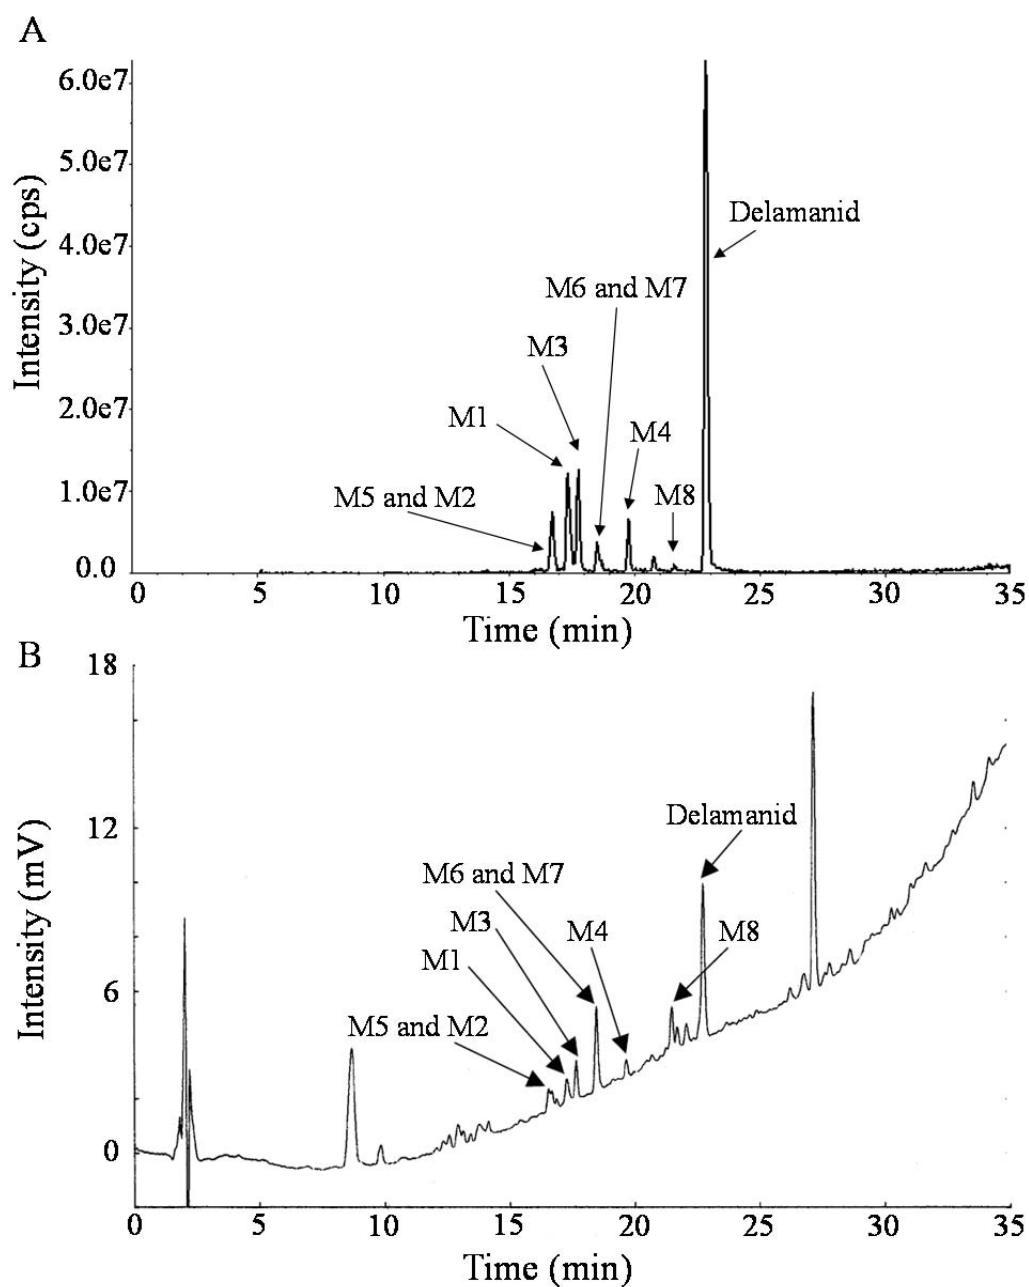 A
6.0e7
5.0e7
4.0e7
3.0e7
2.0e7
1.0e7
0.0
Intensity (cps)
Delamanid
M6 and M7
M3
M1
M4
M5 and M2
M8
0 5 10 15 20 25 30 35
Time (min)
B
18
12
6
0
Intensity (mV)
Delamanid
M6 and M7
M3
M4
M8
M1
M5 and M2
0 5 10 15 20 25 30 35
Time (min)